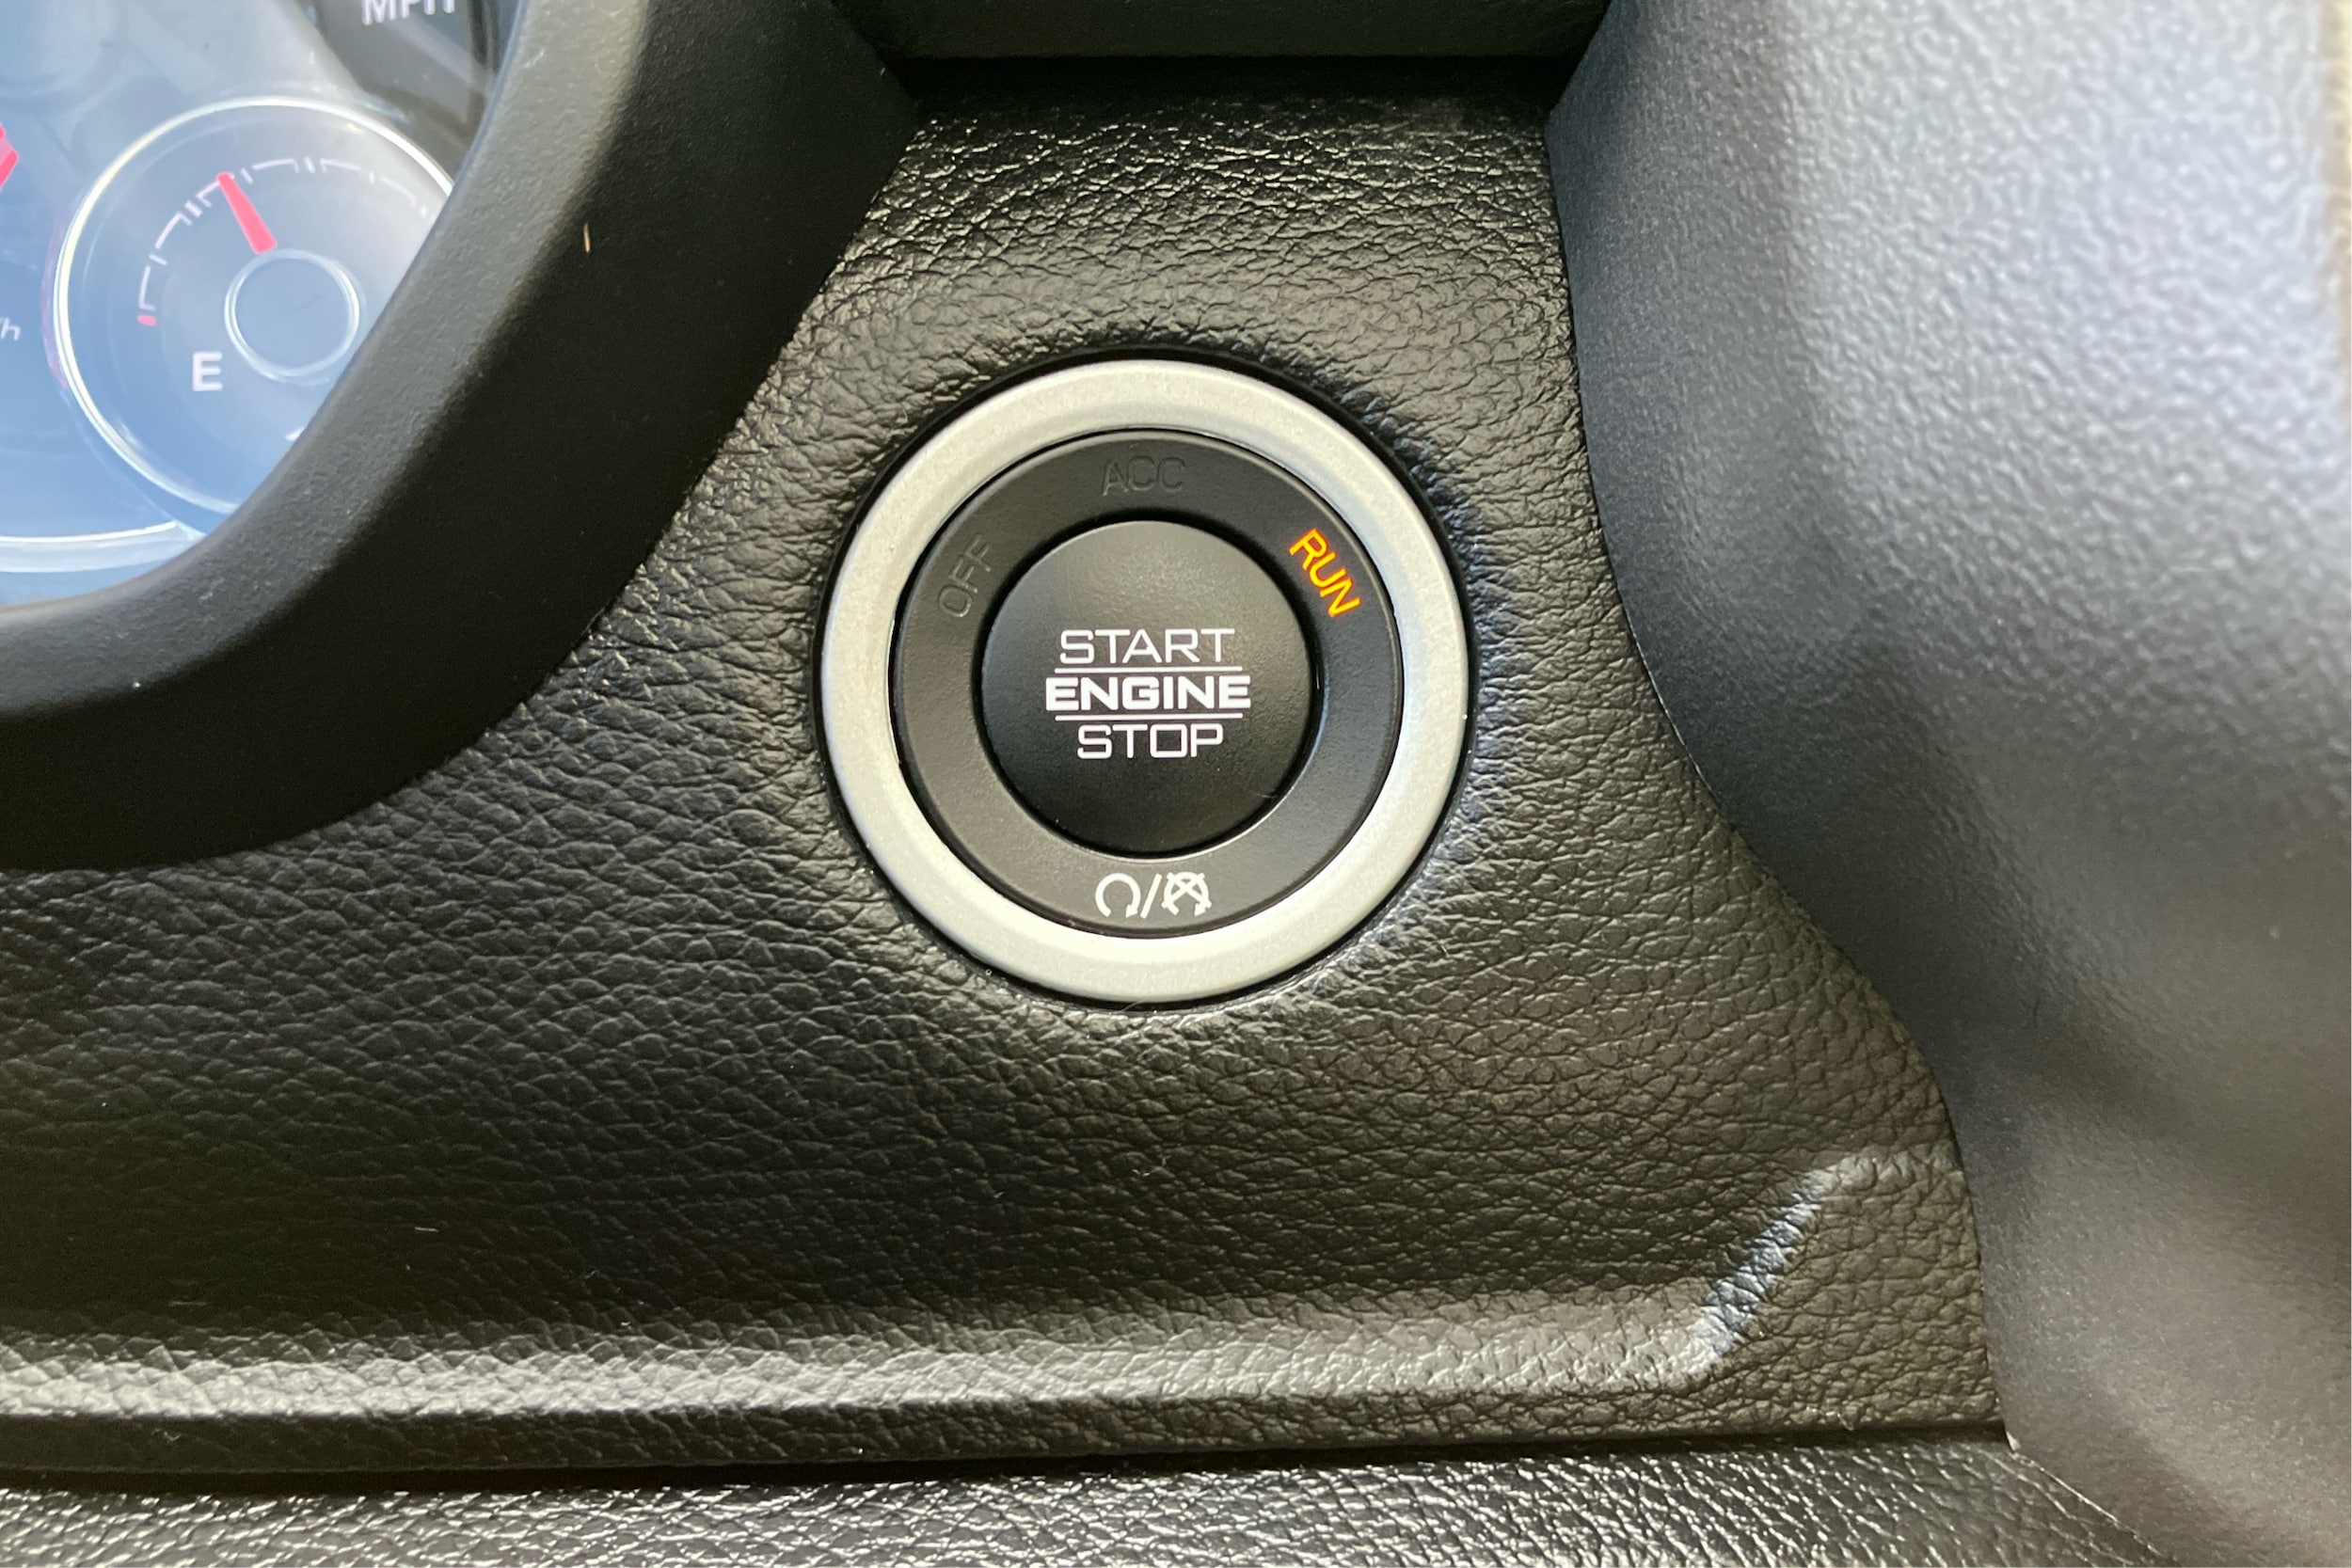 MPH
E
ACC
OFF
RUN
START
ENGINE
STOP